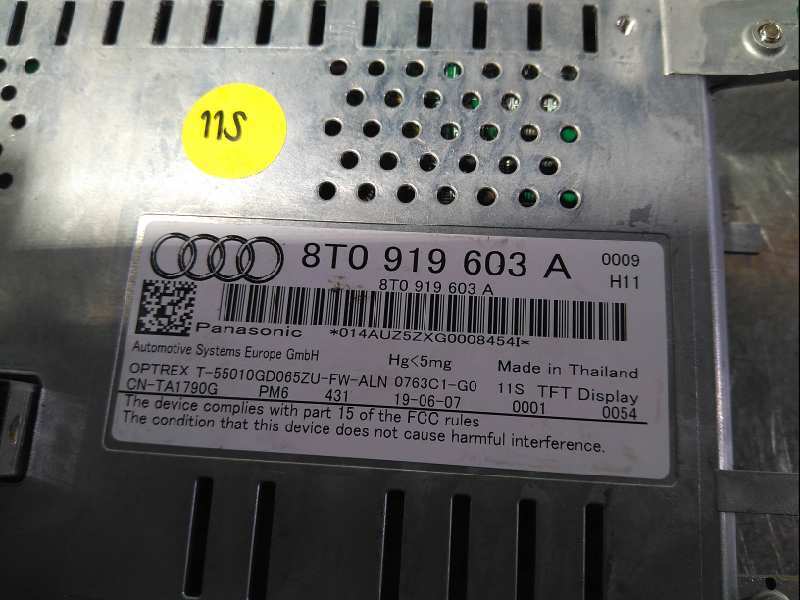 11S
8T0 919 603 A
0009
8T0 919 603 A
H11
*014AUZ5ZXG0008454I*
Panasonic
Automotive Systems Europe GmbH
Hg<5mg
Made in Thailand
OPTREX T-55010GD065ZU-FW-ALN 0763C1-G0 11S TFT Display
CN-TA1790G PM6 431 19-06-07 0001 0054
The device complies with part 15 of the FCC rules
The condition that this device does not cause harmful interference.